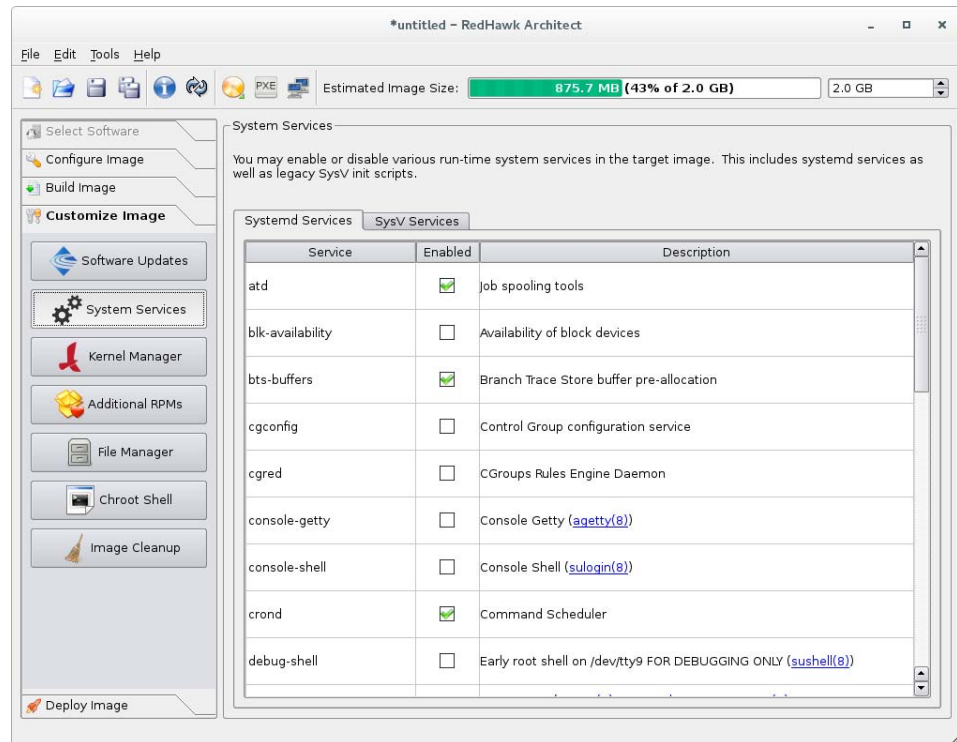 *untitled – RedHawk Architect
File Edit Tools Help
PXE Estimated Image Size: 875.7 MB (43% of 2.0 GB) 2.0 GB
Select Software
Configure Image
Build Image
Customize Image
Software Updates
System Services
Kernel Manager
Additional RPMs
File Manager
Chroot Shell
Image Cleanup
Deploy Image
System Services
You may enable or disable various run-time system services in the target image. This includes systemd services as
well as legacy SysV init scripts.
Systemd Services SysV Services
Service Enabled Description
atd Job spooling tools
blk-availability Availability of block devices
bts-buffers Branch Trace Store buffer pre-allocation
cgconfig Control Group configuration service
cgred CGroups Rules Engine Daemon
console-getty Console Getty (agetty(8))
console-shell Console Shell (sulogin(8))
crond Command Scheduler
debug-shell Early root shell on /dev/tty9 FOR DEBUGGING ONLY (sushell(8))